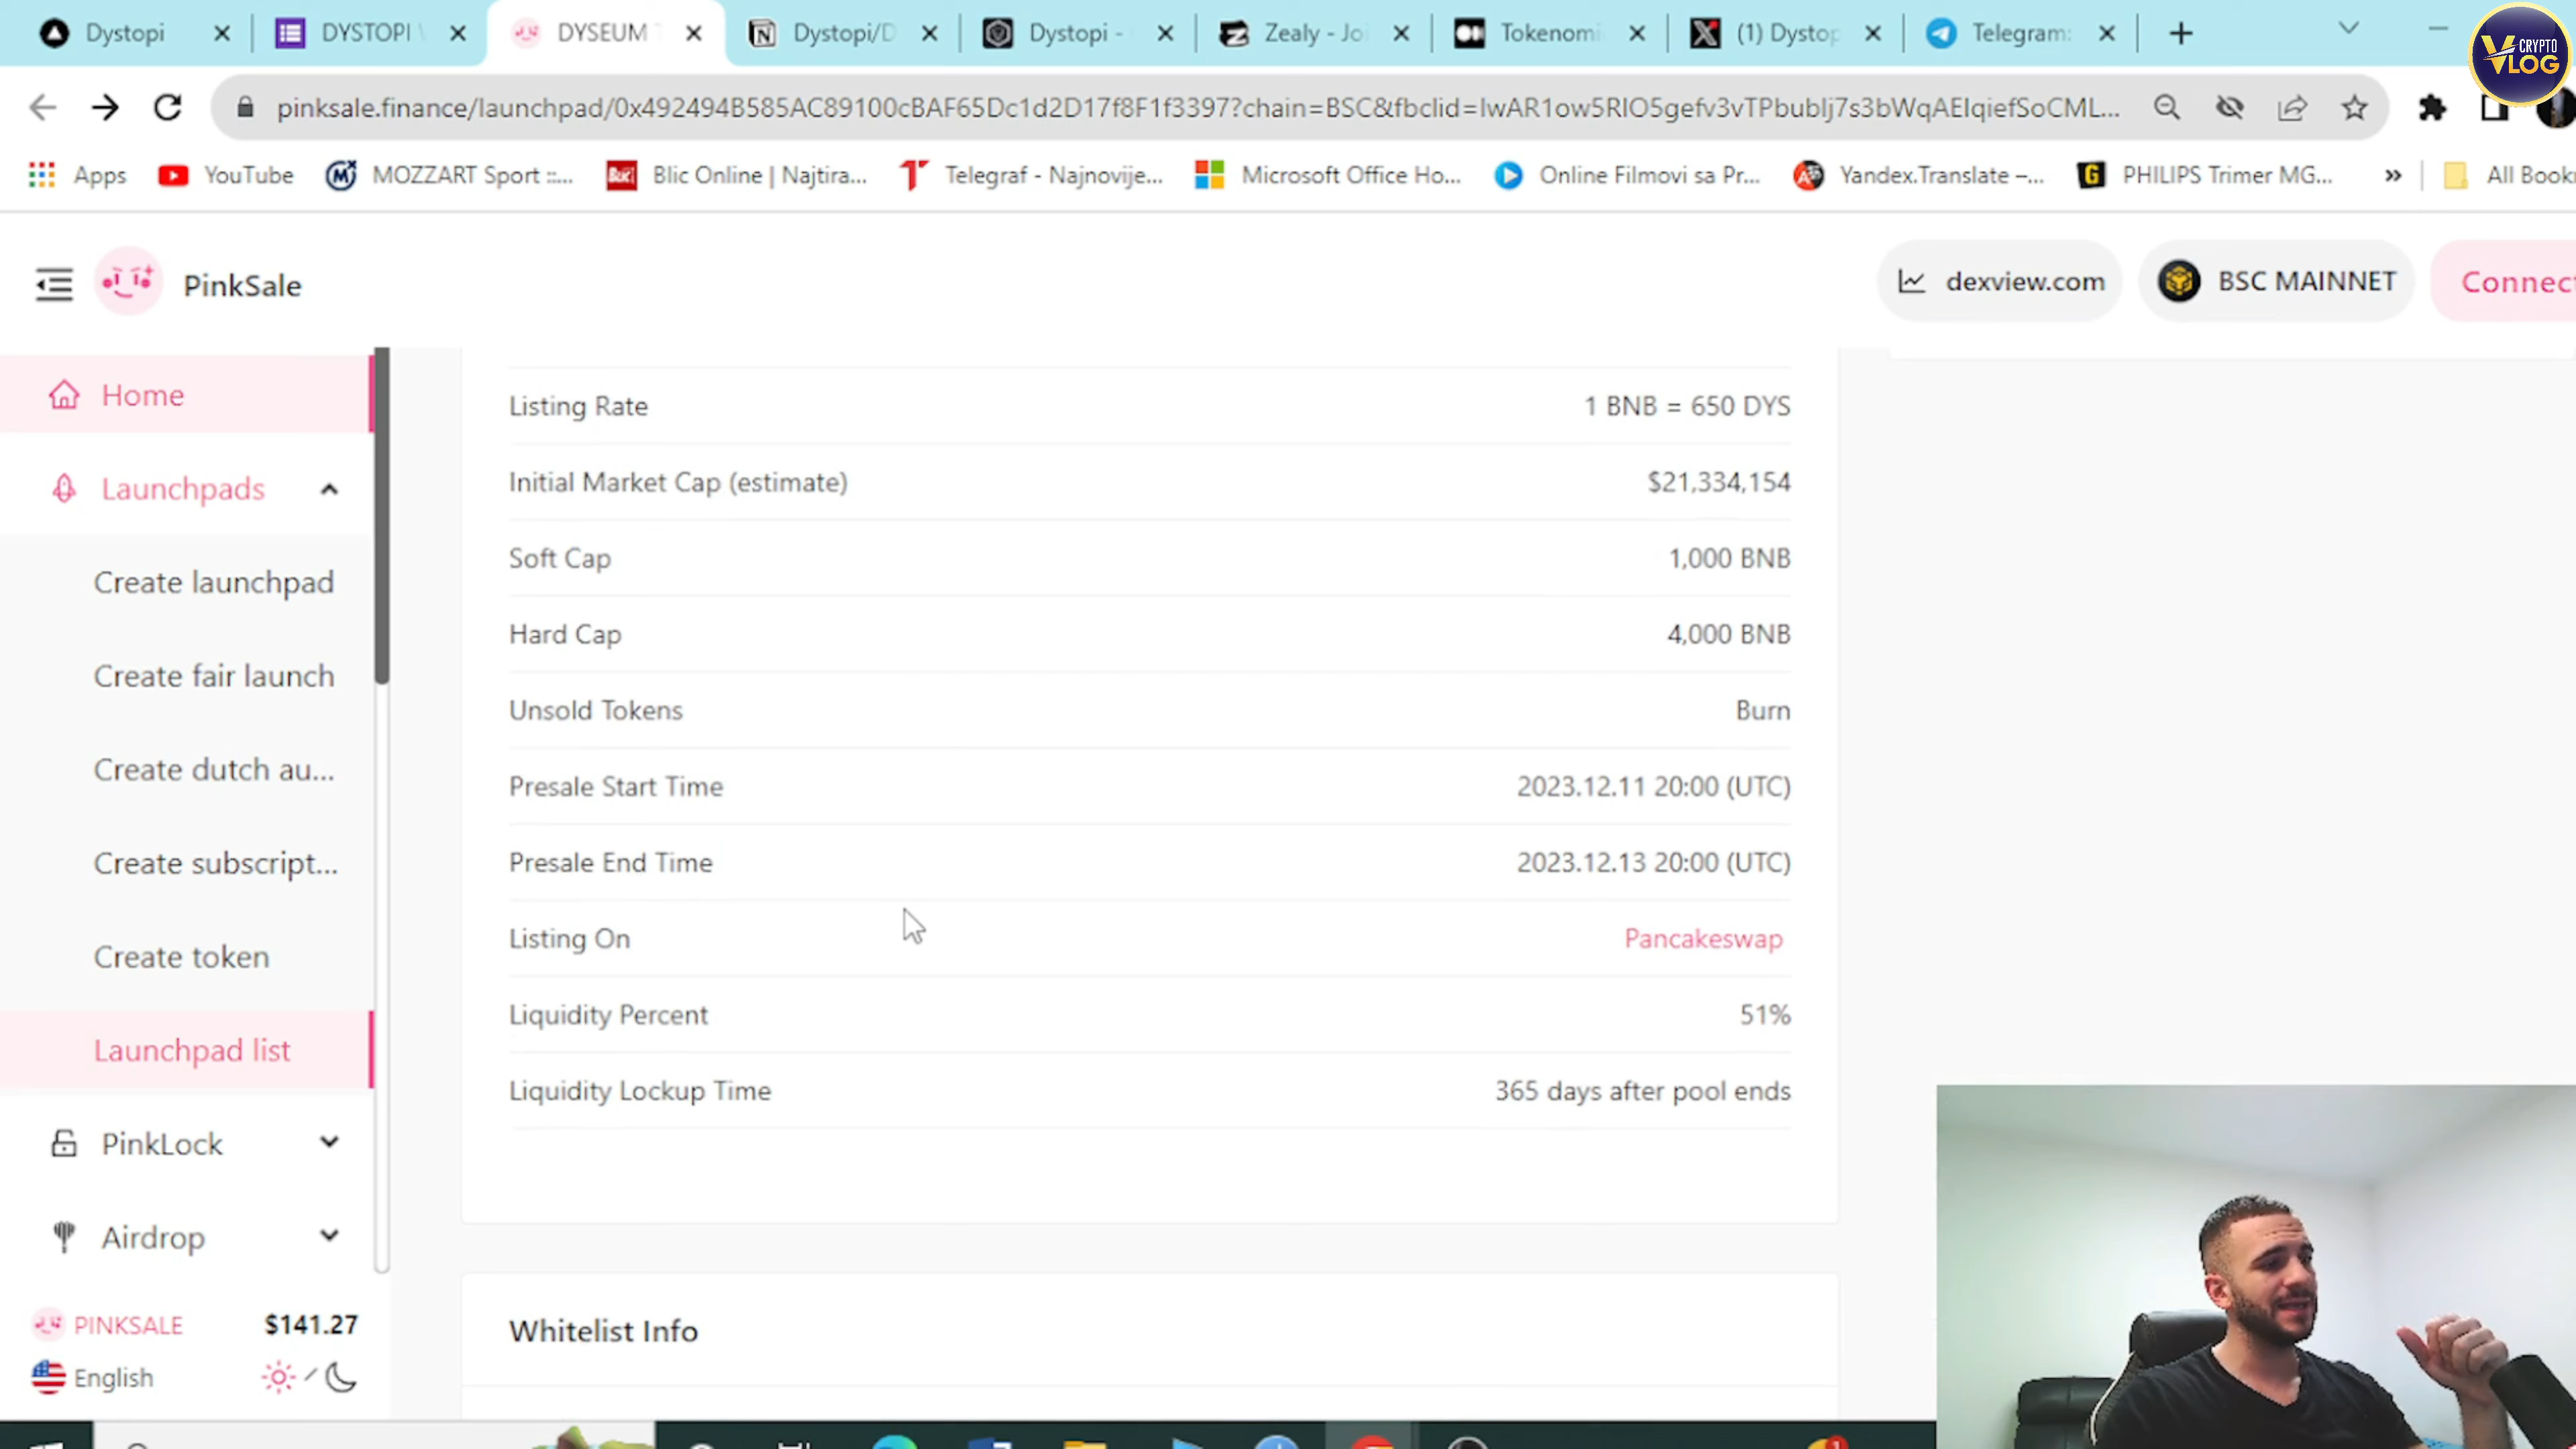 Dystopi
DYSTOPI
DYSEUM
Dystopi/D
Dystopi -
Zealy - Joi
Tokenomi
(1) Dystop
Telegram:
CRYPTO
VLOG
pinksale.finance/launchpad/0x492494B585AC89100cBAF65Dc1d2D17f8F1f3397?chain=BSC&fbclid=IwAR1ow5RIO5gefv3vTPbubIj7s3bWqAEIqiefSoCML...
Apps
YouTube
MOZZART Sport ::...
Blic Online | Najtira...
Telegraf - Najnovije...
Microsoft Office Ho...
Online Filmovi sa Pr...
Yandex.Translate –...
PHILIPS Trimer MG...
»
All Book
PinkSale
dexview.com
BSC MAINNET
Connect
Home
Launchpads
Create launchpad
Create fair launch
Create dutch au...
Create subscript...
Create token
Launchpad list
PinkLock
Airdrop
PINKSALE $141.27
English
Listing Rate 1 BNB = 650 DYS
Initial Market Cap (estimate) $21,334,154
Soft Cap 1,000 BNB
Hard Cap 4,000 BNB
Unsold Tokens Burn
Presale Start Time 2023.12.11 20:00 (UTC)
Presale End Time 2023.12.13 20:00 (UTC)
Listing On Pancakeswap
Liquidity Percent 51%
Liquidity Lockup Time 365 days after pool ends
Whitelist Info